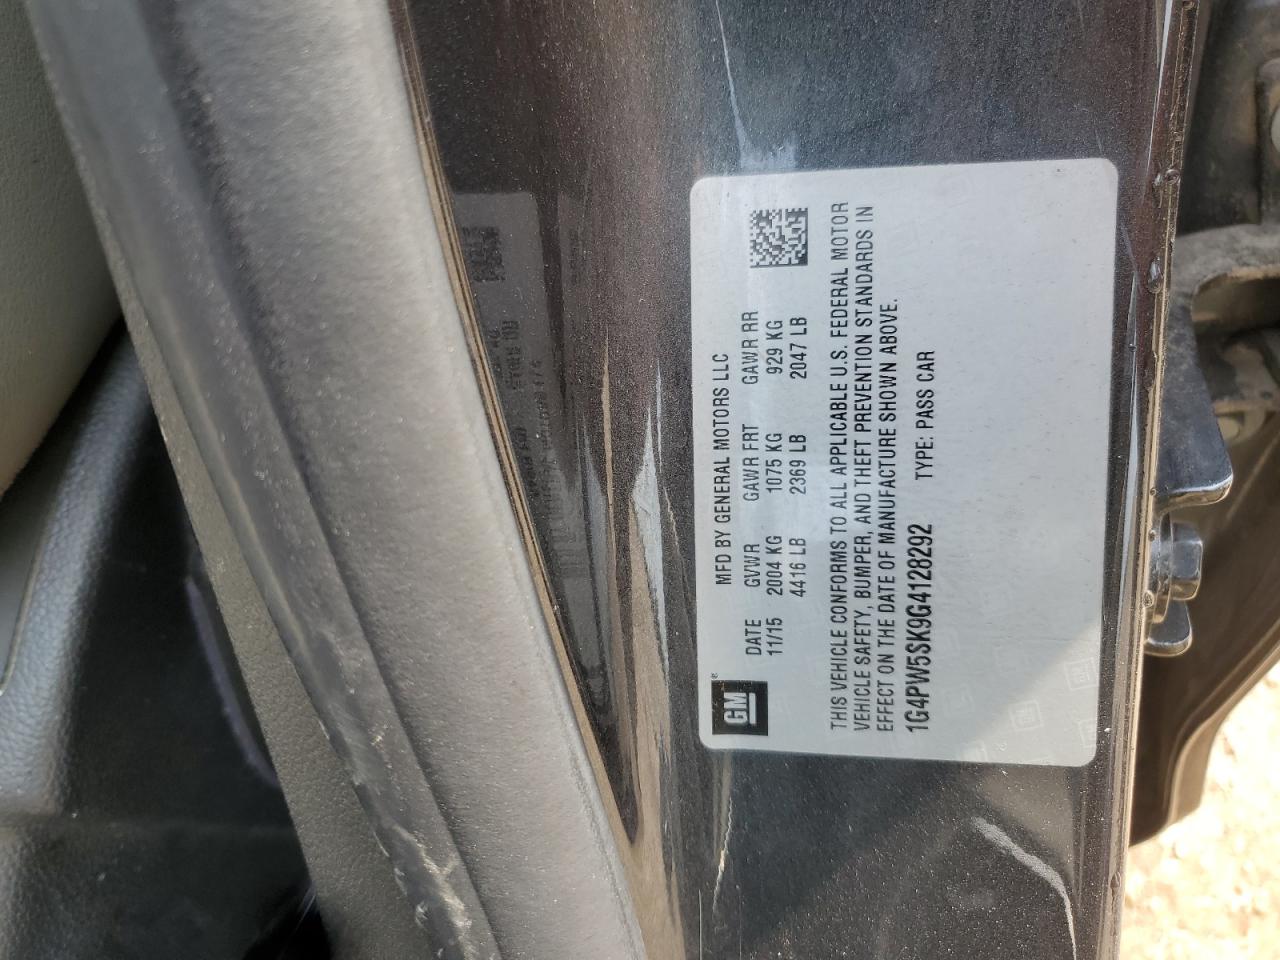 GM®
MFD BY GENERAL MOTORS LLC
DATE GVWR GAWR FRT GAWR RR
11/15 2004 KG 1075 KG 929 KG
4416 LB 2369 LB 2047 LB
THIS VEHICLE CONFORMS TO ALL APPLICABLE U.S. FEDERAL MOTOR
VEHICLE SAFETY, BUMPER, AND THEFT PREVENTION STANDARDS IN
EFFECT ON THE DATE OF MANUFACTURE SHOWN ABOVE.
1G4PW5SK9G4128292 TYPE: PASS CAR